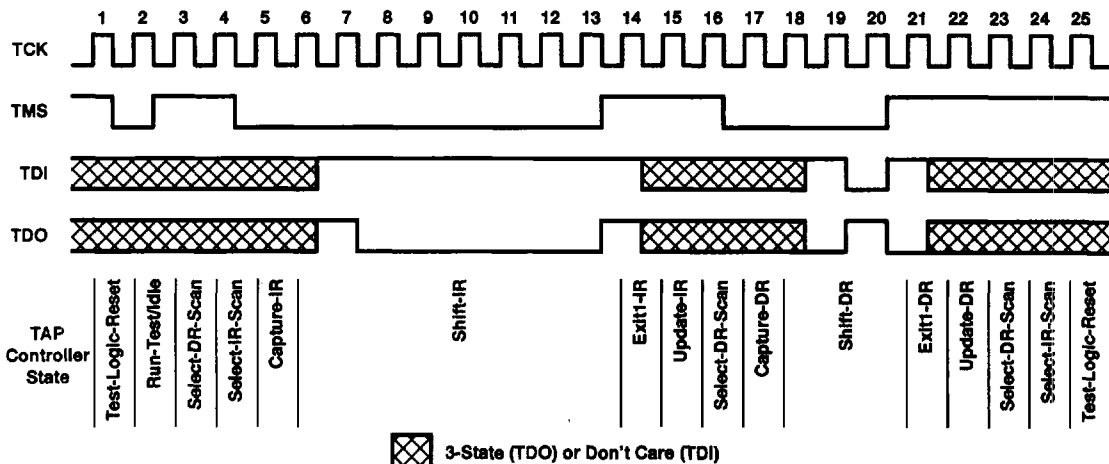 1 2 3 4 5 6 7 8 9 10 11 12 13 14 15 16 17 18 19 20 21 22 23 24 25
TCK
TMS
TDI
TDO
TAP
Controller
State
Test-Logic-Reset
Run-Test/Idle
Select-DR-Scan
Select-IR-Scan
Capture-IR
Shift-IR
Exit1-IR
Update-IR
Select-DR-Scan
Capture-DR
Shift-DR
Exit1-DR
Update-DR
Select-DR-Scan
Select-IR-Scan
Test-Logic-Reset
3-State (TDO) or Don't Care (TDI)